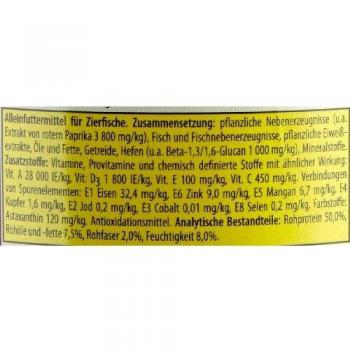 Alleinfuttermittel für Zierfische. Zusammensetzung: pflanzliche Nebenerzeugnisse (u.a.
Extrakt von rotem Paprika 3 800 mg/kg), Fisch und Fischnebenerzeugnisse, pflanzliche Eiweiß-
extrakte, Öle und Fette, Getreide, Hefen (u.a. Beta-1,3/1,6-Glucan 1 000 mg/kg), Mineralstoffe.
Zusatzstoffe: Vitamine, Provitamine und chemisch definierte Stoffe mit ähnlicher Wirkung:
Vit. A 28 000 IE/kg, Vit. D3 1 800 IE/kg, Vit. E 100 mg/kg, Vit. C 450 mg/kg. Verbindungen
von Spurenelementen: E1 Eisen 32,4 mg/kg, E6 Zink 9,0 mg/kg, E5 Mangan 6,7 mg/kg, E4
Kupfer 1,6 mg/kg, E2 Jod 0,2 mg/kg, E3 Cobalt 0,01 mg/kg, E8 Selen 0,2 mg/kg. Farbstoffe:
Astaxanthin 120 mg/kg, Antioxidationsmittel. Analytische Bestandteile: Rohprotein 50,0%,
Rohöle und -fette 7,5%, Rohfaser 2,0%, Feuchtigkeit 8,0%.